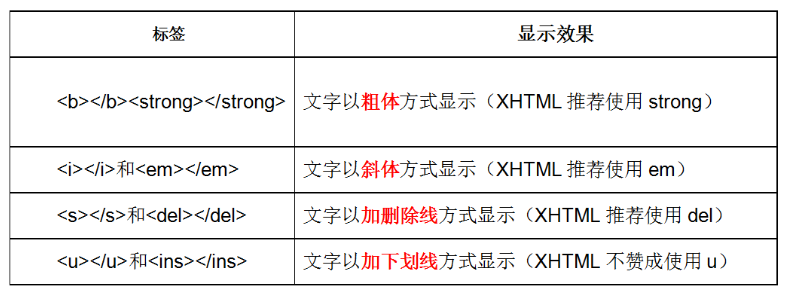 标签 显示效果
<b></b><strong></strong> 文字以粗体方式显示（XHTML 推荐使用 strong）
<i></i>和<em></em> 文字以斜体方式显示（XHTML 推荐使用 em）
<s></s>和<del></del> 文字以加删除线方式显示（XHTML 推荐使用 del）
<u></u>和<ins></ins> 文字以加下划线方式显示（XHTML 不赞成使用 u）